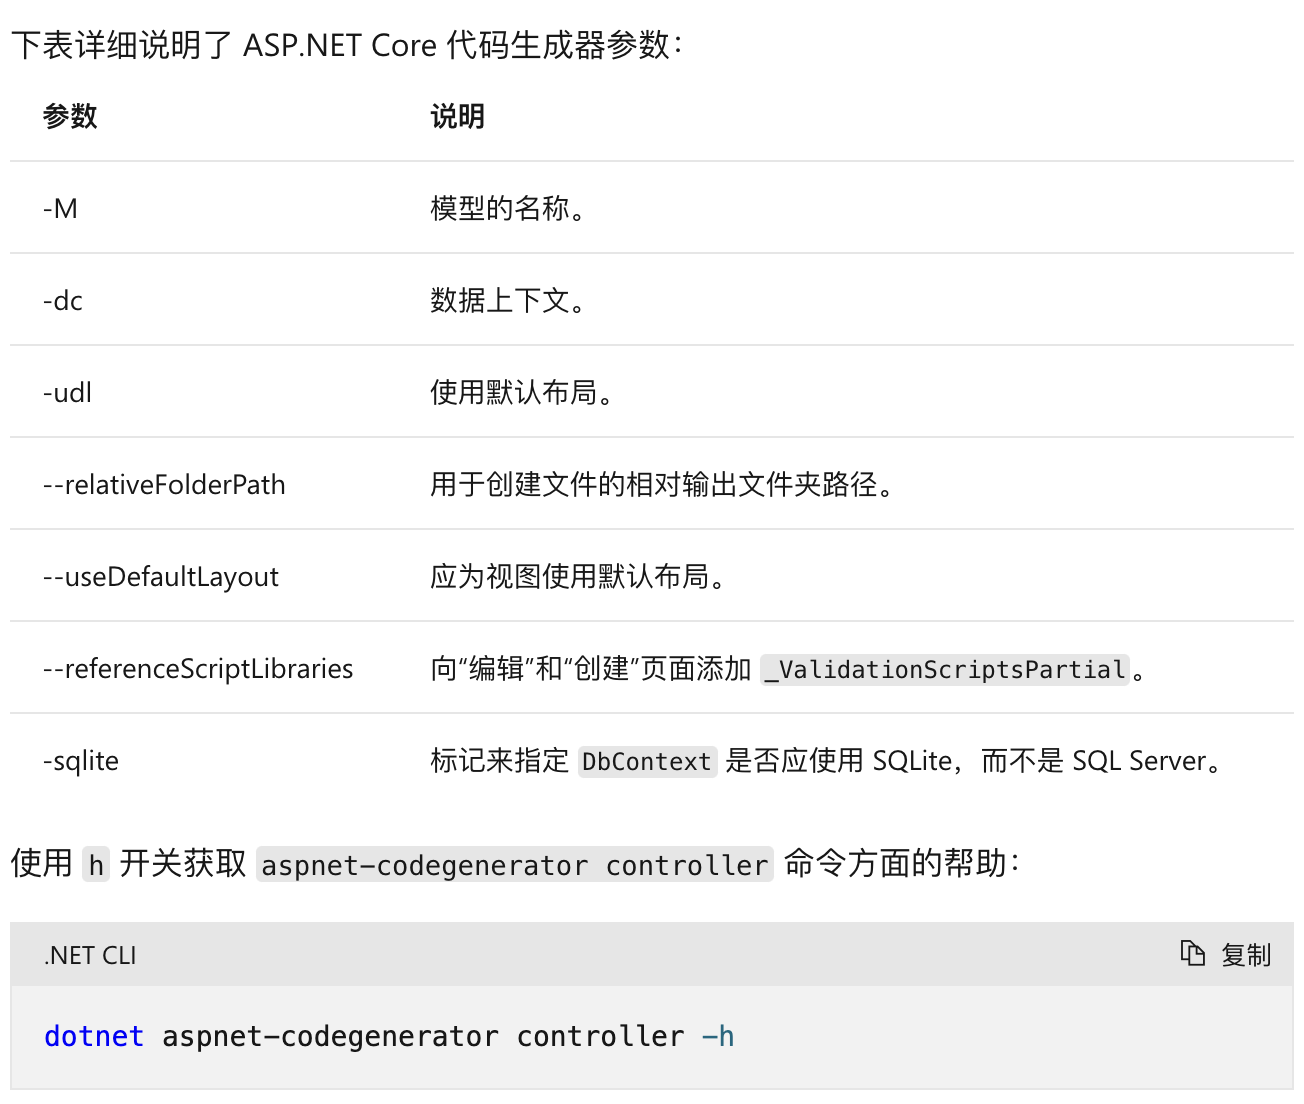 下表详细说明了 ASP.NET Core 代码生成器参数：
参数 说明
-M 模型的名称。
-dc 数据上下文。
-udl 使用默认布局。
--relativeFolderPath 用于创建文件的相对输出文件夹路径。
--useDefaultLayout 应为视图使用默认布局。
--referenceScriptLibraries 向“编辑”和“创建”页面添加 _ValidationScriptsPartial。
-sqlite 标记来指定 DbContext 是否应使用 SQLite，而不是 SQL Server。
使用 h 开关获取 aspnet-codegenerator controller 命令方面的帮助：
.NET CLI 复制
dotnet aspnet-codegenerator controller -h